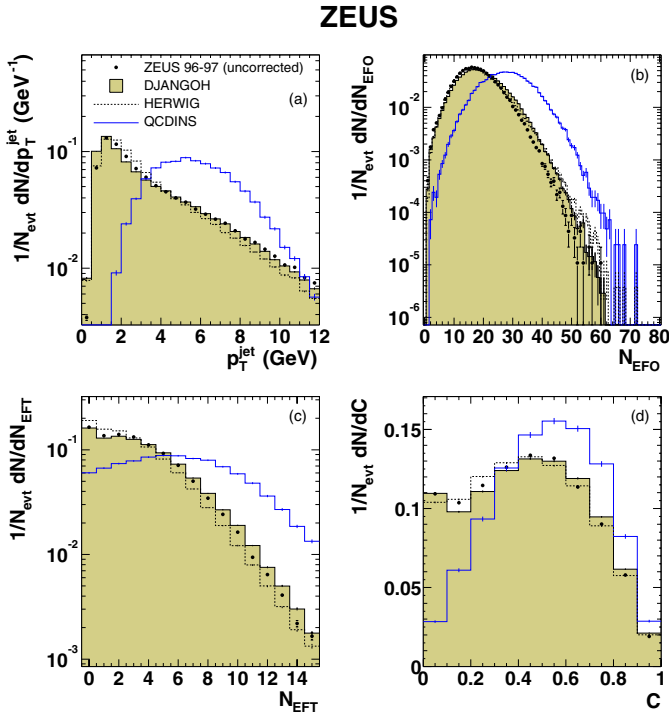 ZEUS
ZEUS 96-97 (uncorrected)
DJANGOH
HERWIG
QCDINS
(a)
1/N_evt dN/dp_T^jet (GeV⁻¹)
10⁻¹
10⁻²
0 2 4 6 8 10 12
p_T^jet (GeV)
(b)
1/N_evt dN/dN_EFO
10⁻²
10⁻³
10⁻⁴
10⁻⁵
10⁻⁶
0 10 20 30 40 50 60 70 80
N_EFO
(c)
1/N_evt dN/dN_EFT
10⁻¹
10⁻²
10⁻³
0 2 4 6 8 10 12 14
N_EFT
(d)
1/N_evt dN/dC
0.15
0.1
0.05
0
0 0.2 0.4 0.6 0.8 1
C